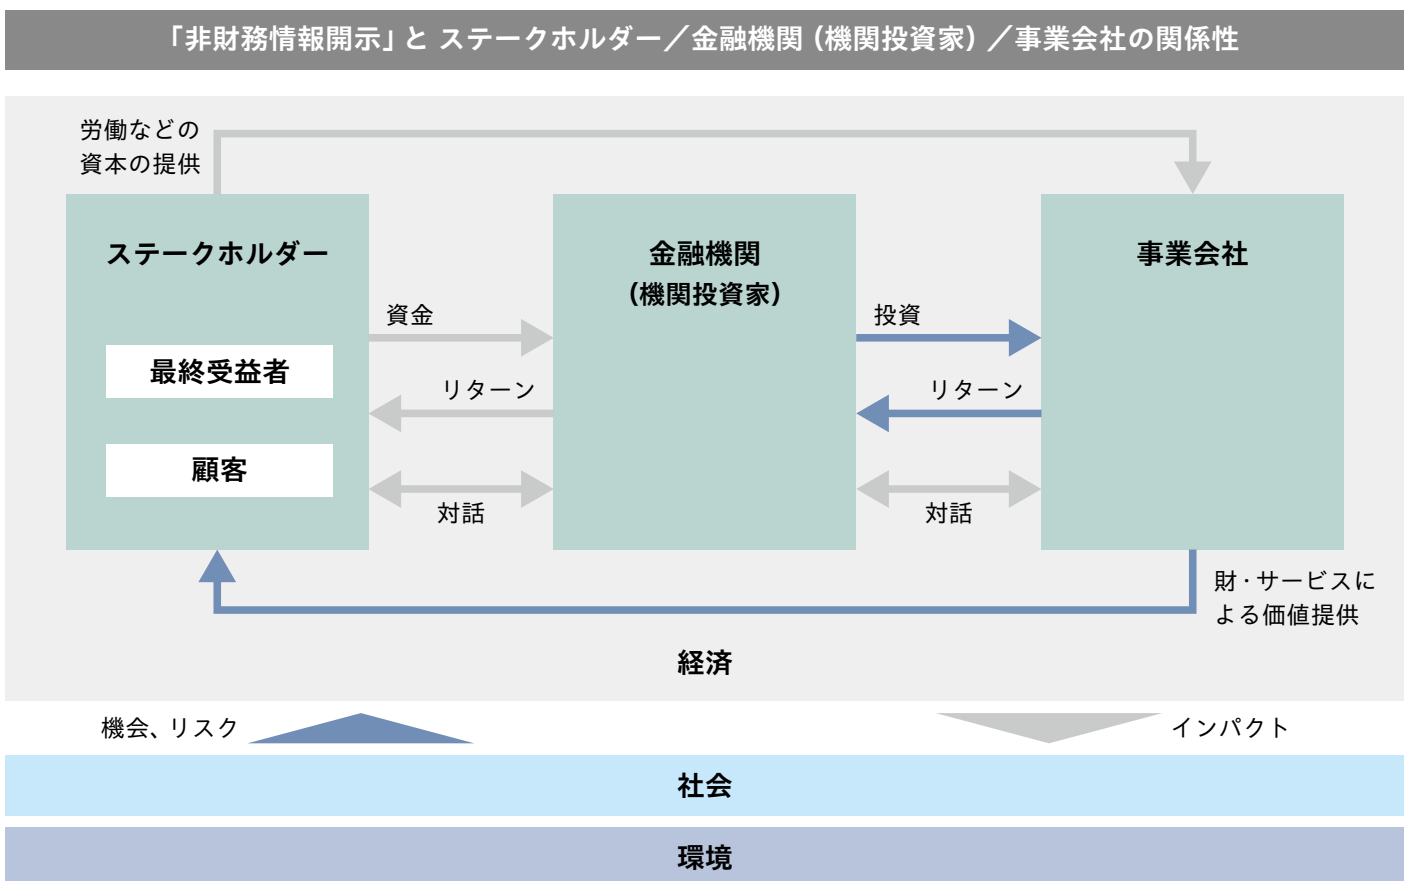 「非財務情報開示」と ステークホルダー／金融機関（機関投資家）／事業会社の関係性
労働などの
資本の提供
ステークホルダー
最終受益者
顧客
資金
リターン
対話
金融機関
（機関投資家）
投資
リターン
対話
事業会社
財・サービスに
よる価値提供
経済
機会、リスク
インパクト
社会
環境